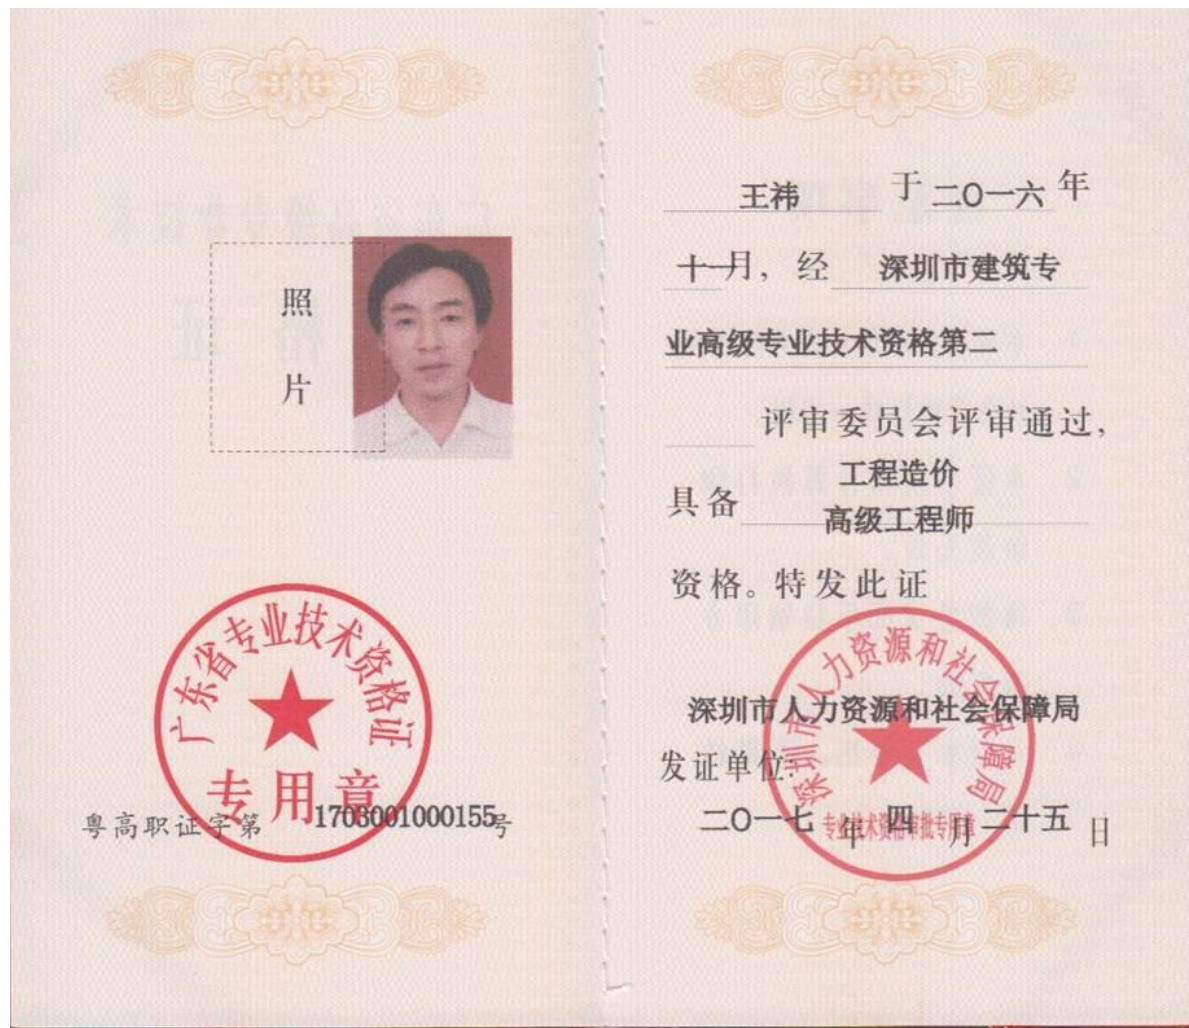 照
片
广东省专业技术资格证
专用章
粤高职证字第 1703001000155号
王祎 于二〇一六年
十一月，经 深圳市建筑专
业高级专业技术资格第二
评审委员会评审通过，
具备 工程造价
高级工程师
资格。特发此证
深圳市人力资源和社会保障局
深圳市人力资源和社会保障局
发证单位:
二〇一七年四月二十五日
专业技术资格审批专用章